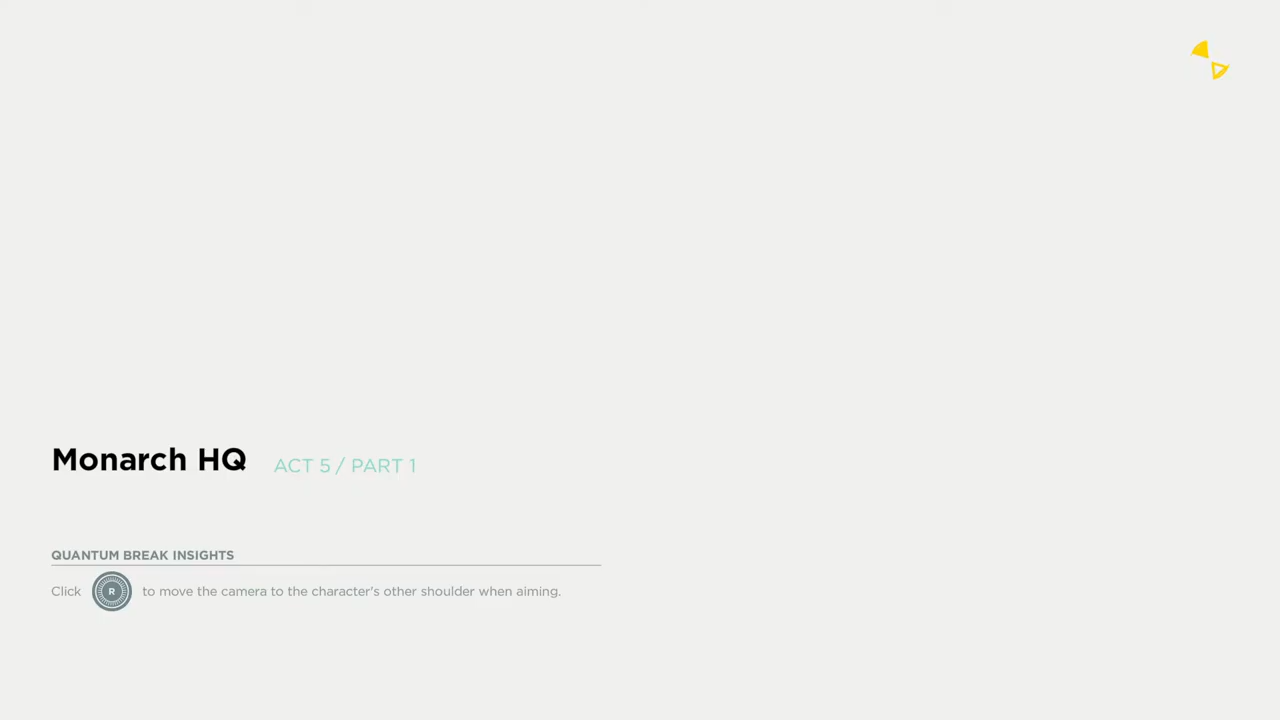 Monarch HQ ACT 5 / PART 1
QUANTUM BREAK INSIGHTS
Click R to move the camera to the character's other shoulder when aiming.